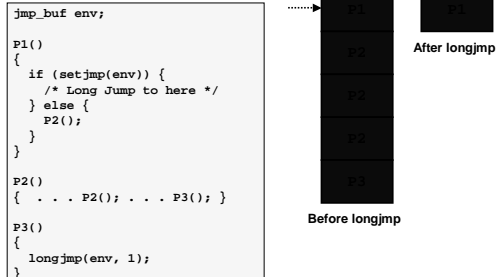 jmp_buf env;
P1()
{
if (setjmp(env)) {
/* Long Jump to here */
} else {
P2();
}
}
P2()
{ . . . P2(); . . . P3(); }
P3()
{
longjmp(env, 1);
}
P1
P2
P2
P2
P3
Before longjmp
P1
After longjmp